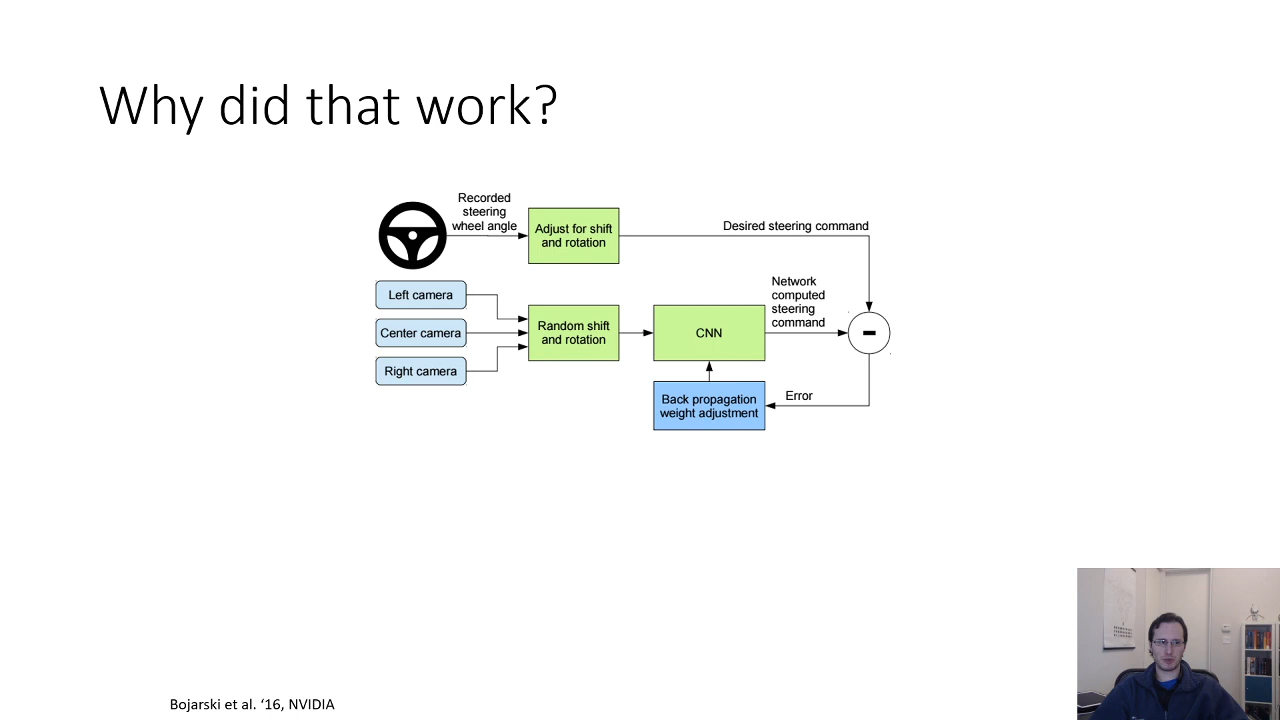 Why did that work?
Recorded
steering
wheel angle
Adjust for shift
and rotation
Desired steering command
Left camera
Center camera
Right camera
Random shift
and rotation
CNN
Network
computed
steering
command
-
Back propagation
weight adjustment
Error
Bojarski et al. ‘16, NVIDIA